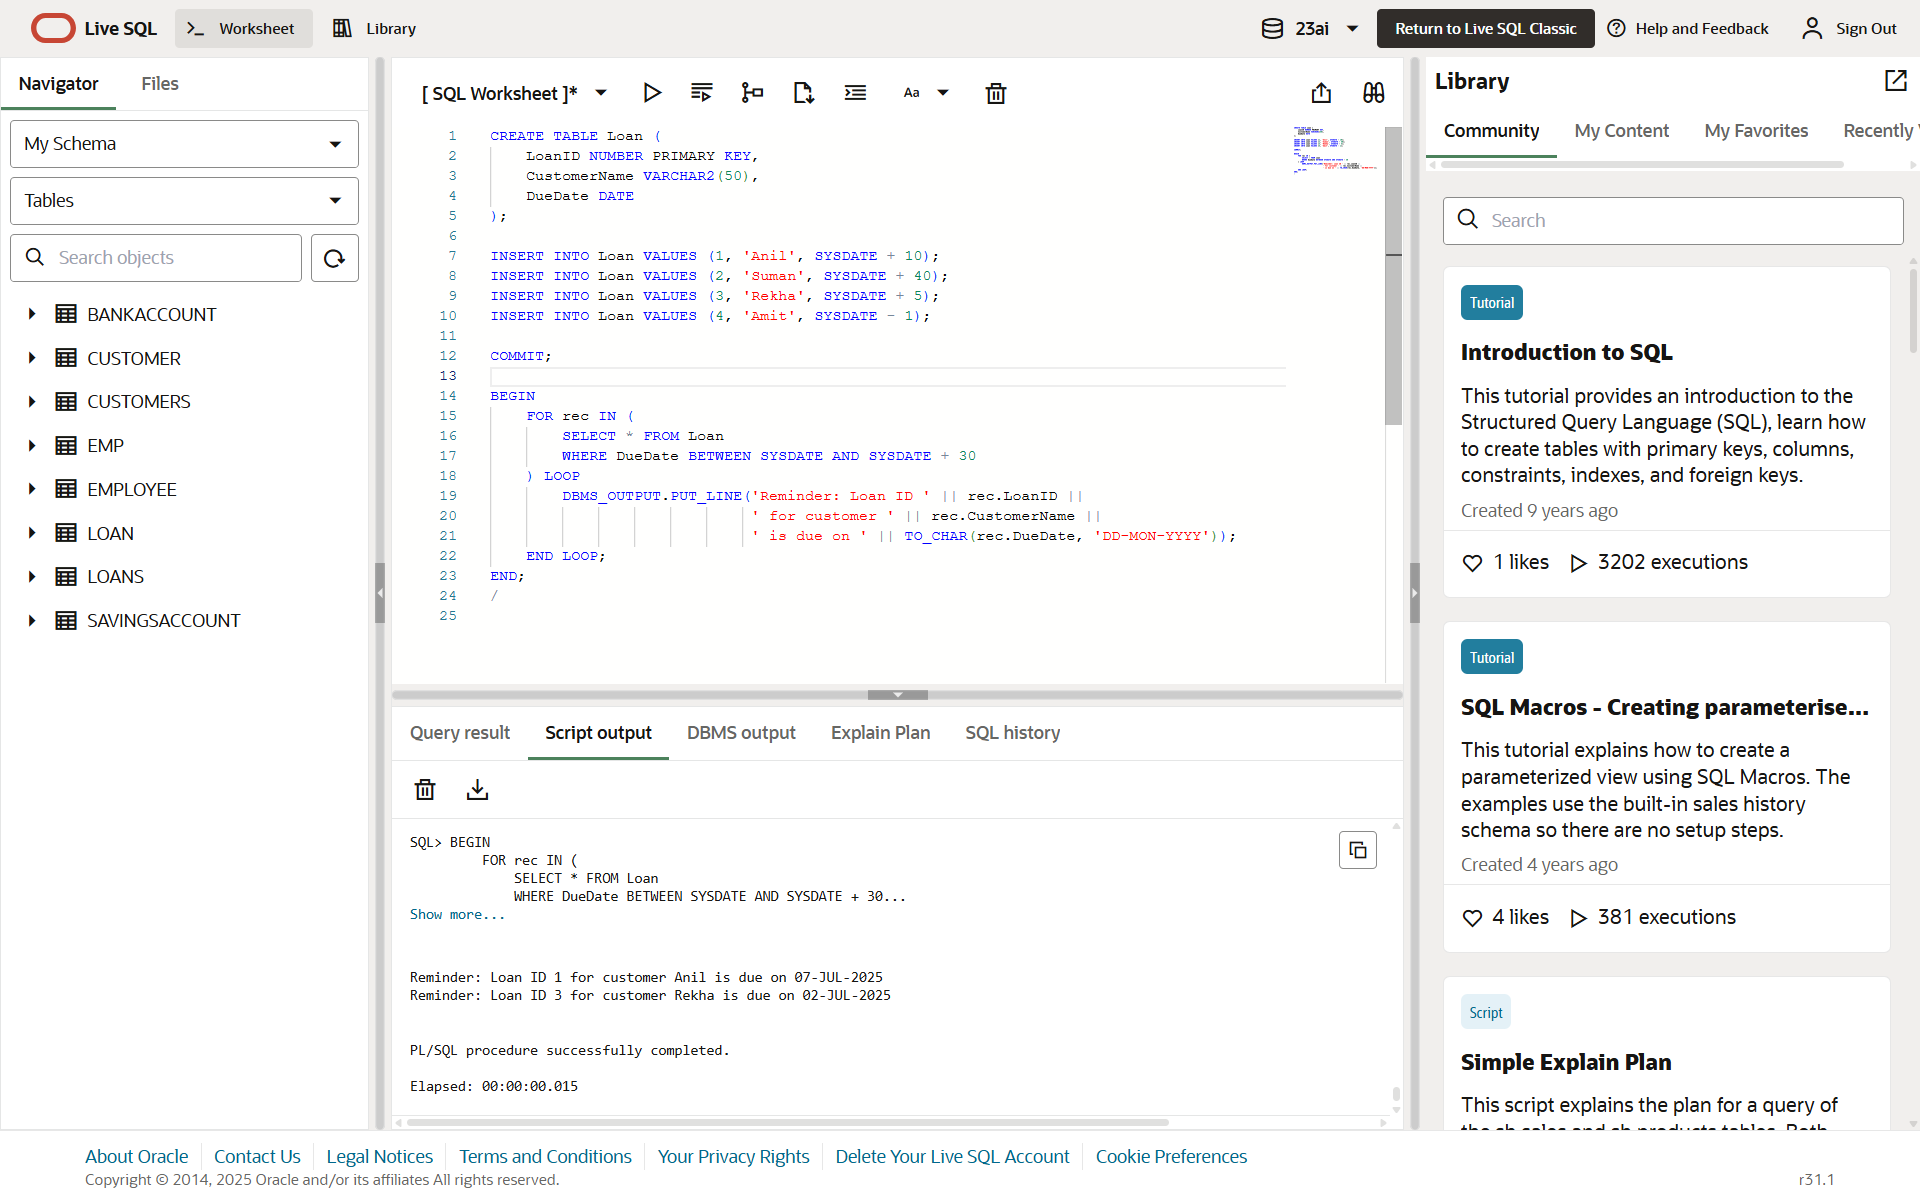 Live SQL
Worksheet
Library
23ai
Return to Live SQL Classic
Help and Feedback
Sign Out
Navigator
Files
My Schema
Tables
Search objects
BANKACCOUNT
CUSTOMER
CUSTOMERS
EMP
EMPLOYEE
LOAN
LOANS
SAVINGSACCOUNT
[ SQL Worksheet ]*
Aa
1 CREATE TABLE Loan (
2 LoanID NUMBER PRIMARY KEY,
3 CustomerName VARCHAR2(50),
4 DueDate DATE
5 );
6
7 INSERT INTO Loan VALUES (1, 'Anil', SYSDATE + 10);
8 INSERT INTO Loan VALUES (2, 'Suman', SYSDATE + 40);
9 INSERT INTO Loan VALUES (3, 'Rekha', SYSDATE + 5);
10 INSERT INTO Loan VALUES (4, 'Amit', SYSDATE - 1);
11
12 COMMIT;
13
14 BEGIN
15 FOR rec IN (
16 SELECT * FROM Loan
17 WHERE DueDate BETWEEN SYSDATE AND SYSDATE + 30
18 ) LOOP
19 DBMS_OUTPUT.PUT_LINE('Reminder: Loan ID ' || rec.LoanID ||
20 ' for customer ' || rec.CustomerName ||
21 ' is due on ' || TO_CHAR(rec.DueDate, 'DD-MON-YYYY'));
22 END LOOP;
23 END;
24 /
25
Query result
Script output
DBMS output
Explain Plan
SQL history
SQL> BEGIN
FOR rec IN (
SELECT * FROM Loan
WHERE DueDate BETWEEN SYSDATE AND SYSDATE + 30...
Show more...
Reminder: Loan ID 1 for customer Anil is due on 07-JUL-2025
Reminder: Loan ID 3 for customer Rekha is due on 02-JUL-2025
PL/SQL procedure successfully completed.
Elapsed: 00:00:00.015
Library
Community
My Content
My Favorites
Recently
Search
Tutorial
Introduction to SQL
This tutorial provides an introduction to the
Structured Query Language (SQL), learn how
to create tables with primary keys, columns,
constraints, indexes, and foreign keys.
Created 9 years ago
1 likes
3202 executions
Tutorial
SQL Macros - Creating parameterise...
This tutorial explains how to create a
parameterized view using SQL Macros. The
examples use the built-in sales history
schema so there are no setup steps.
Created 4 years ago
4 likes
381 executions
Script
Simple Explain Plan
This script explains the plan for a query of
About Oracle
Contact Us
Legal Notices
Terms and Conditions
Your Privacy Rights
Delete Your Live SQL Account
Cookie Preferences
Copyright © 2014, 2025 Oracle and/or its affiliates All rights reserved.
r31.1